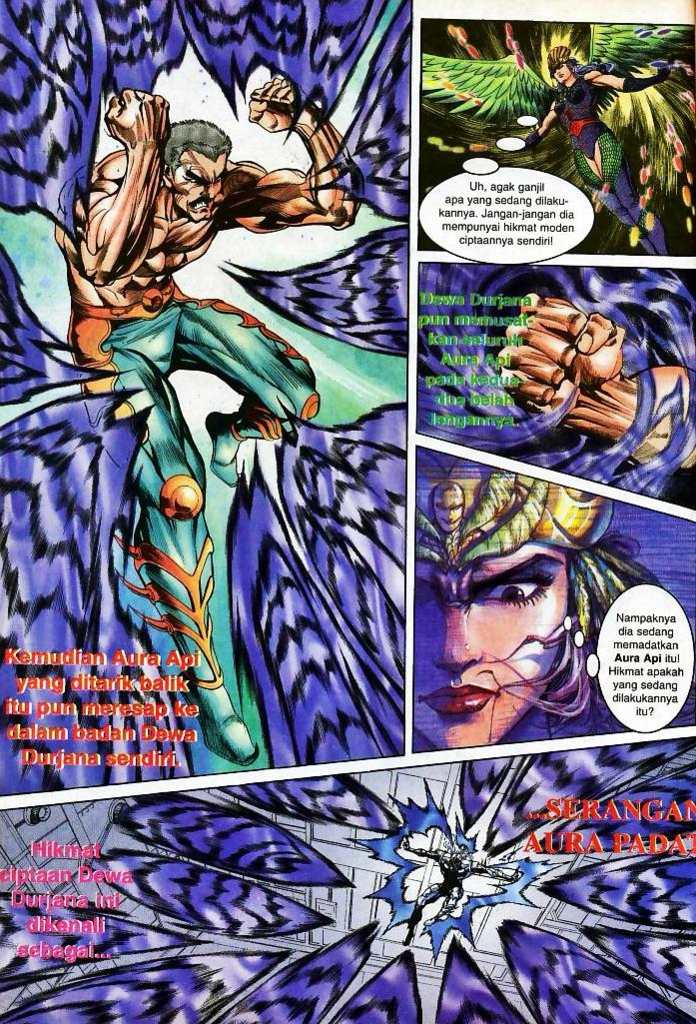 Uh, agak ganjil
apa yang sedang dilaku-
kannya. Jangan-jangan dia
mempunyai hikmat moden
ciptaannya sendiri!
Dewa Durjana
pun memusat-
kan seluruh
Aura Api
pada kedua-
dua belah
lengannya.
Kemudian Aura Api
yang ditarik balik
itu pun meresap ke
dalam badan Dewa
Durjana sendiri.
Nampaknya
dia sedang
memadatkan
Aura Api itu!
Hikmat apakah
yang sedang
dilakukannya
itu?
Hikmat
ciptaan Dewa
Durjana ini
dikenali
sebagai...
...SERANGAN
AURA PADAT